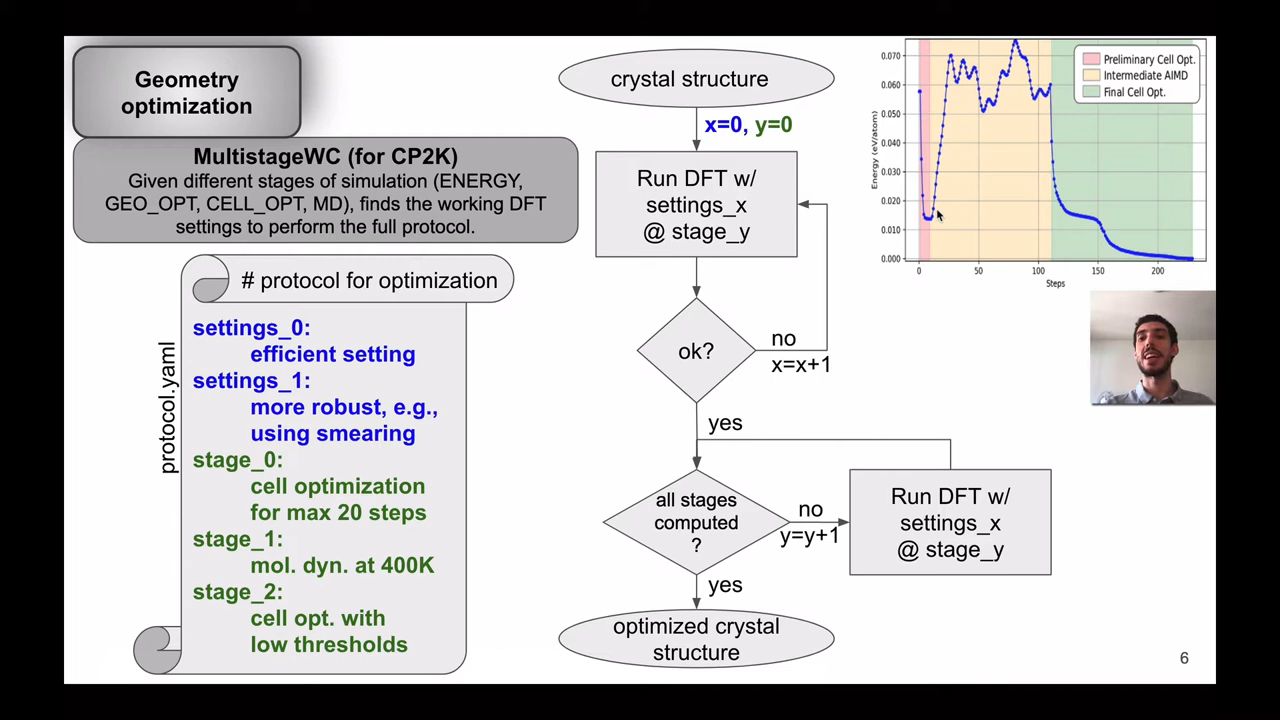 Geometry
optimization
MultistageWC (for CP2K)
Given different stages of simulation (ENERGY,
GEO_OPT, CELL_OPT, MD), finds the working DFT
settings to perform the full protocol.
protocol.yaml
# protocol for optimization
settings_0:
efficient setting
settings_1:
more robust, e.g.,
using smearing
stage_0:
cell optimization
for max 20 steps
stage_1:
mol. dyn. at 400K
stage_2:
cell opt. with
low thresholds
crystal structure
x=0, y=0
Run DFT w/
settings_x
@ stage_y
ok?
no
x=x+1
yes
all stages
computed
?
no
y=y+1
Run DFT w/
settings_x
@ stage_y
yes
optimized crystal
structure
Energy (eV/atom)
0.070
0.060
0.050
0.040
0.030
0.020
0.010
0.000
0 50 100 150 200
Steps
Preliminary Cell Opt.
Intermediate AIMD
Final Cell Opt.
6